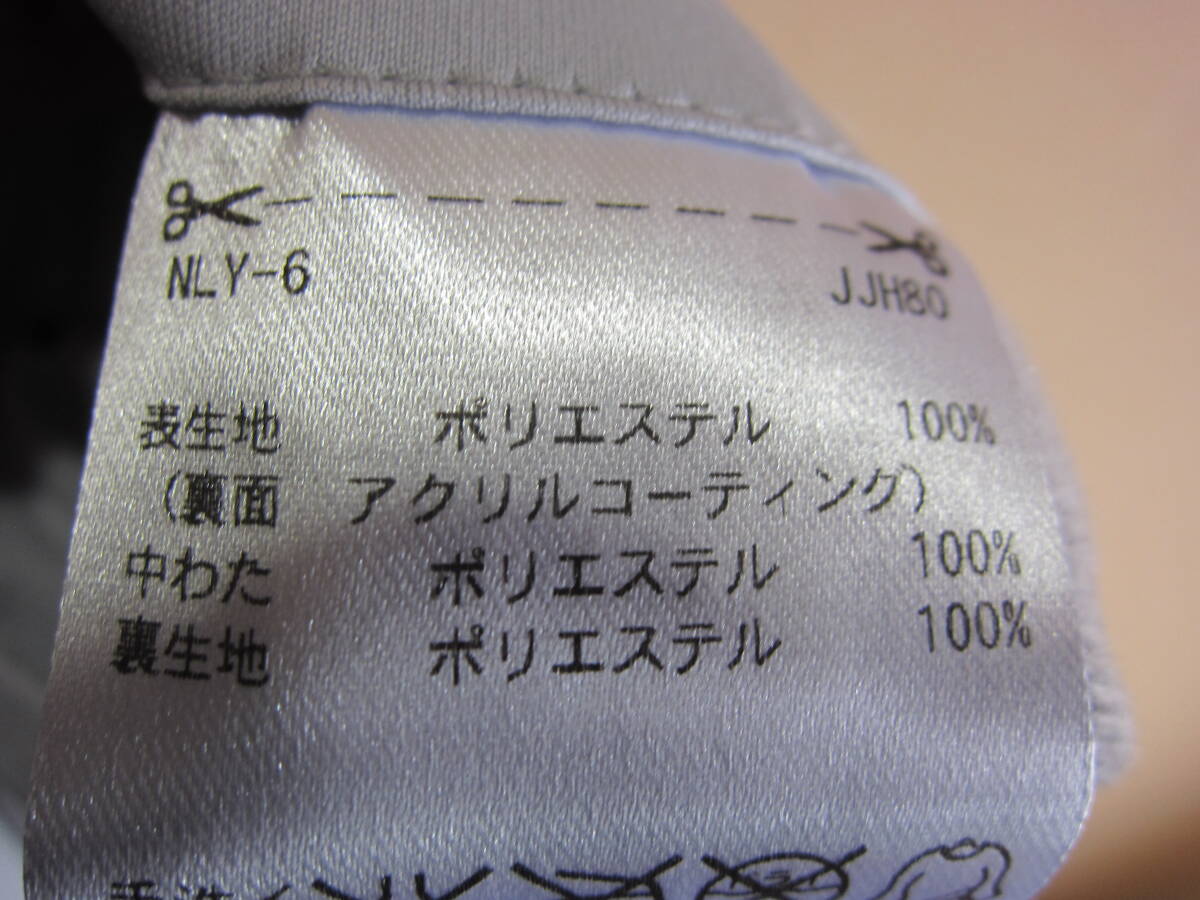 NLY-6 JJH80
表生地 ポリエステル 100%
(裏面 アクリルコーティング)
中わた ポリエステル 100%
裏生地 ポリエステル 100%